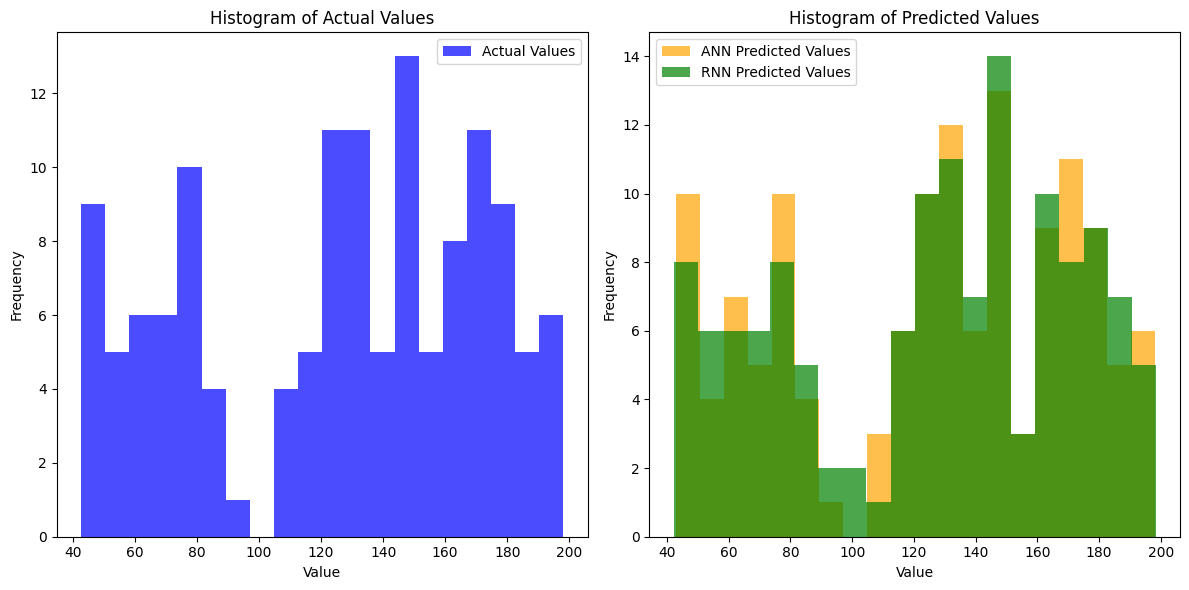 Histogram of Actual Values
Actual Values
Frequency
12
10
8
6
4
2
0
40 60 80 100 120 140 160 180 200
Value
Histogram of Predicted Values
ANN Predicted Values
RNN Predicted Values
Frequency
14
12
10
8
6
4
2
0
40 60 80 100 120 140 160 180 200
Value